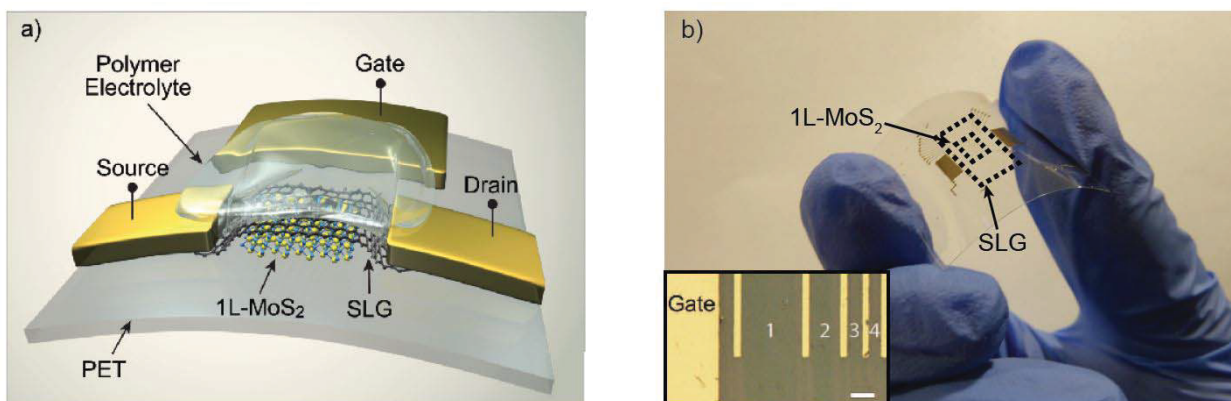 a)
Polymer
Electrolyte
Gate
Source
Drain
1L-MoS₂
SLG
PET
b)
1L-MoS₂
SLG
Gate
1
2
3
4